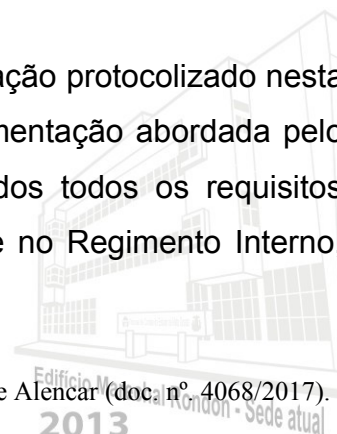 ação protocolizado nesta
mentação abordada pelo
dos todos os requisitos
e no Regimento Interno.
e Alencar (doc. nº. 4068/2017).
Edifício Marechal Rondon - Sede atual
2013